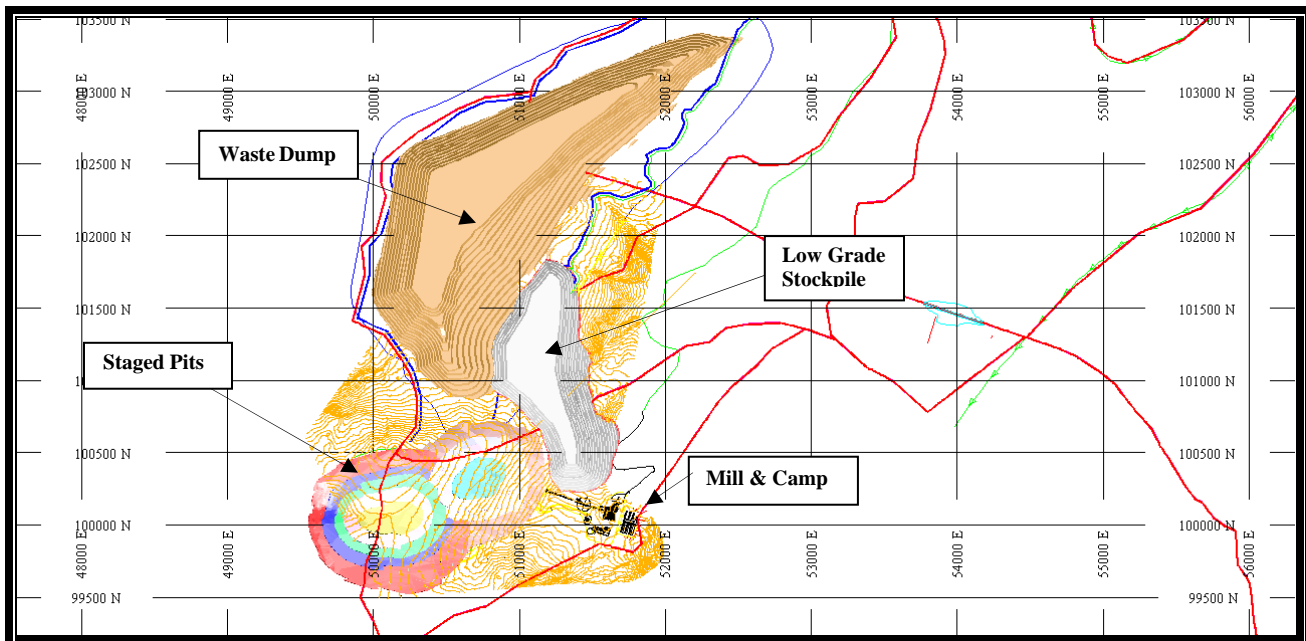 103500 N
103500 N
48000 E
49000 E
50000 E
51000 E
52000 E
53000 E
54000 E
55000 E
56000 E
103000 N
103000 N
Waste Dump
102500 N
102500 N
102000 N
102000 N
Low Grade
Stockpile
101500 N
101500 N
Staged Pits
101000 N
100500 N
100500 N
Mill & Camp
100000 N
100000 N
48000 E
49000 E
50000 E
51000 E
52000 E
53000 E
54000 E
55000 E
56000 E
99500 N
99500 N